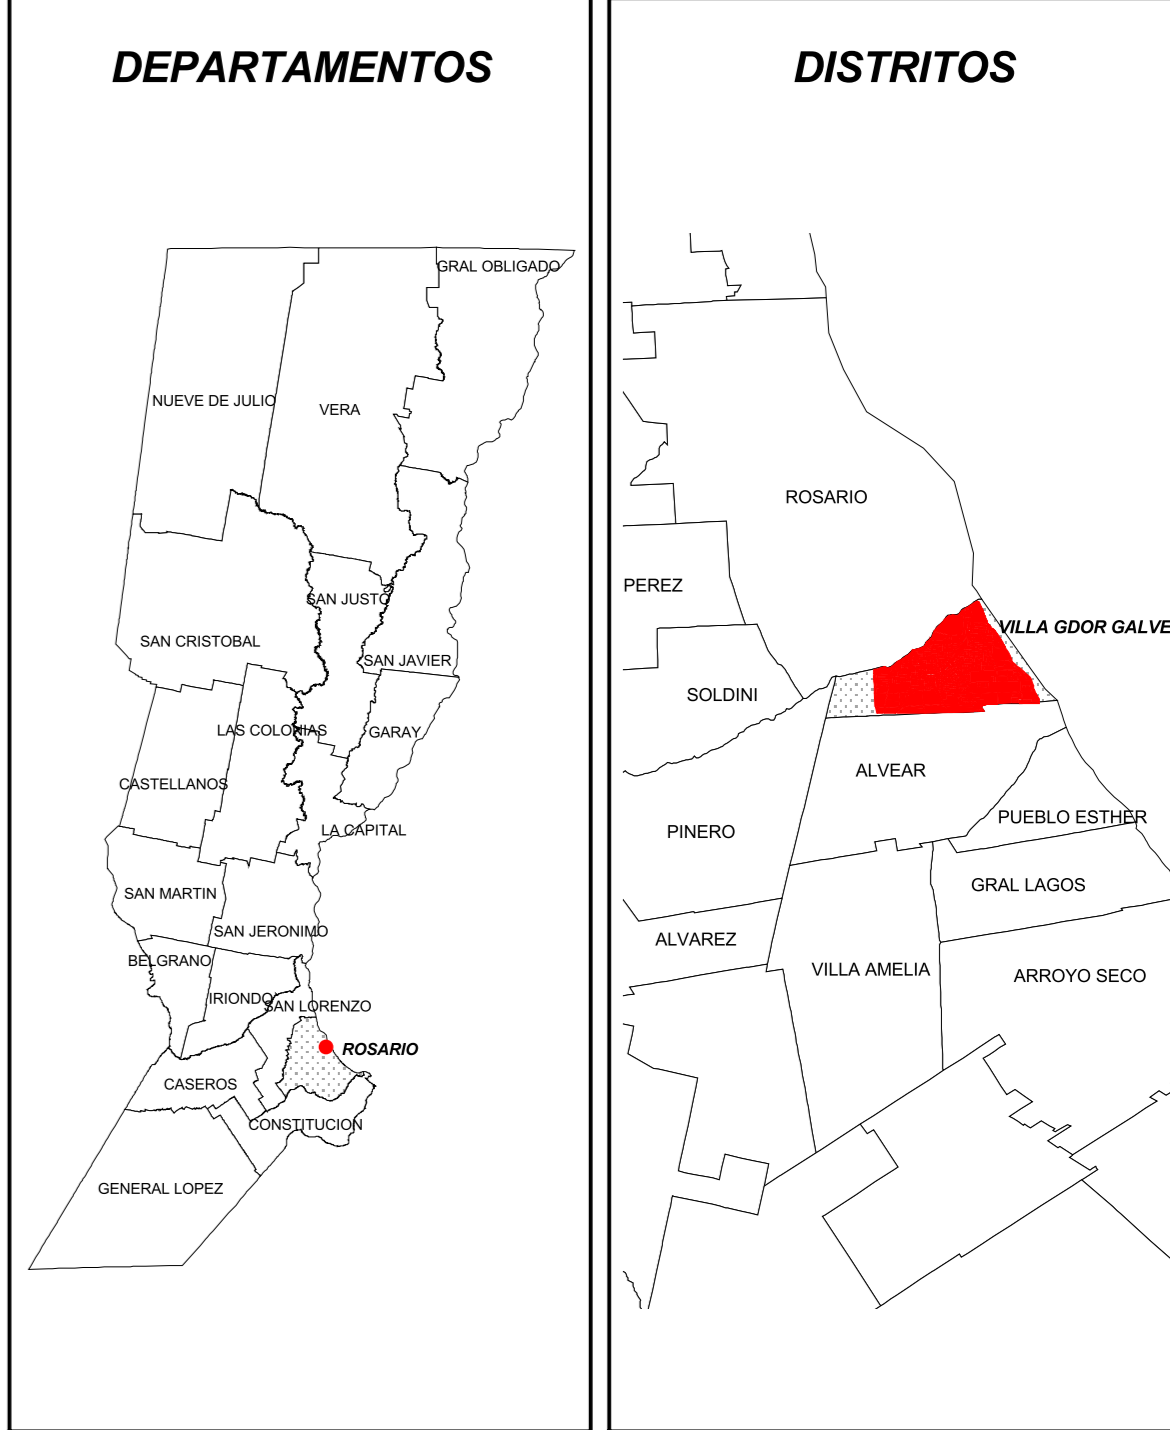 DEPARTAMENTOS
GRAL OBLIGADO
NUEVE DE JULIO
VERA
SAN JUSTO
SAN CRISTOBAL
SAN JAVIER
LAS COLONIAS
GARAY
CASTELLANOS
LA CAPITAL
SAN MARTIN
SAN JERONIMO
BELGRANO
IRIONDO
SAN LORENZO
ROSARIO
CASEROS
CONSTITUCION
GENERAL LOPEZ
DISTRITOS
ROSARIO
PEREZ
VILLA GDOR GALVE
SOLDINI
ALVEAR
PUEBLO ESTHER
PINERO
GRAL LAGOS
ALVAREZ
VILLA AMELIA
ARROYO SECO